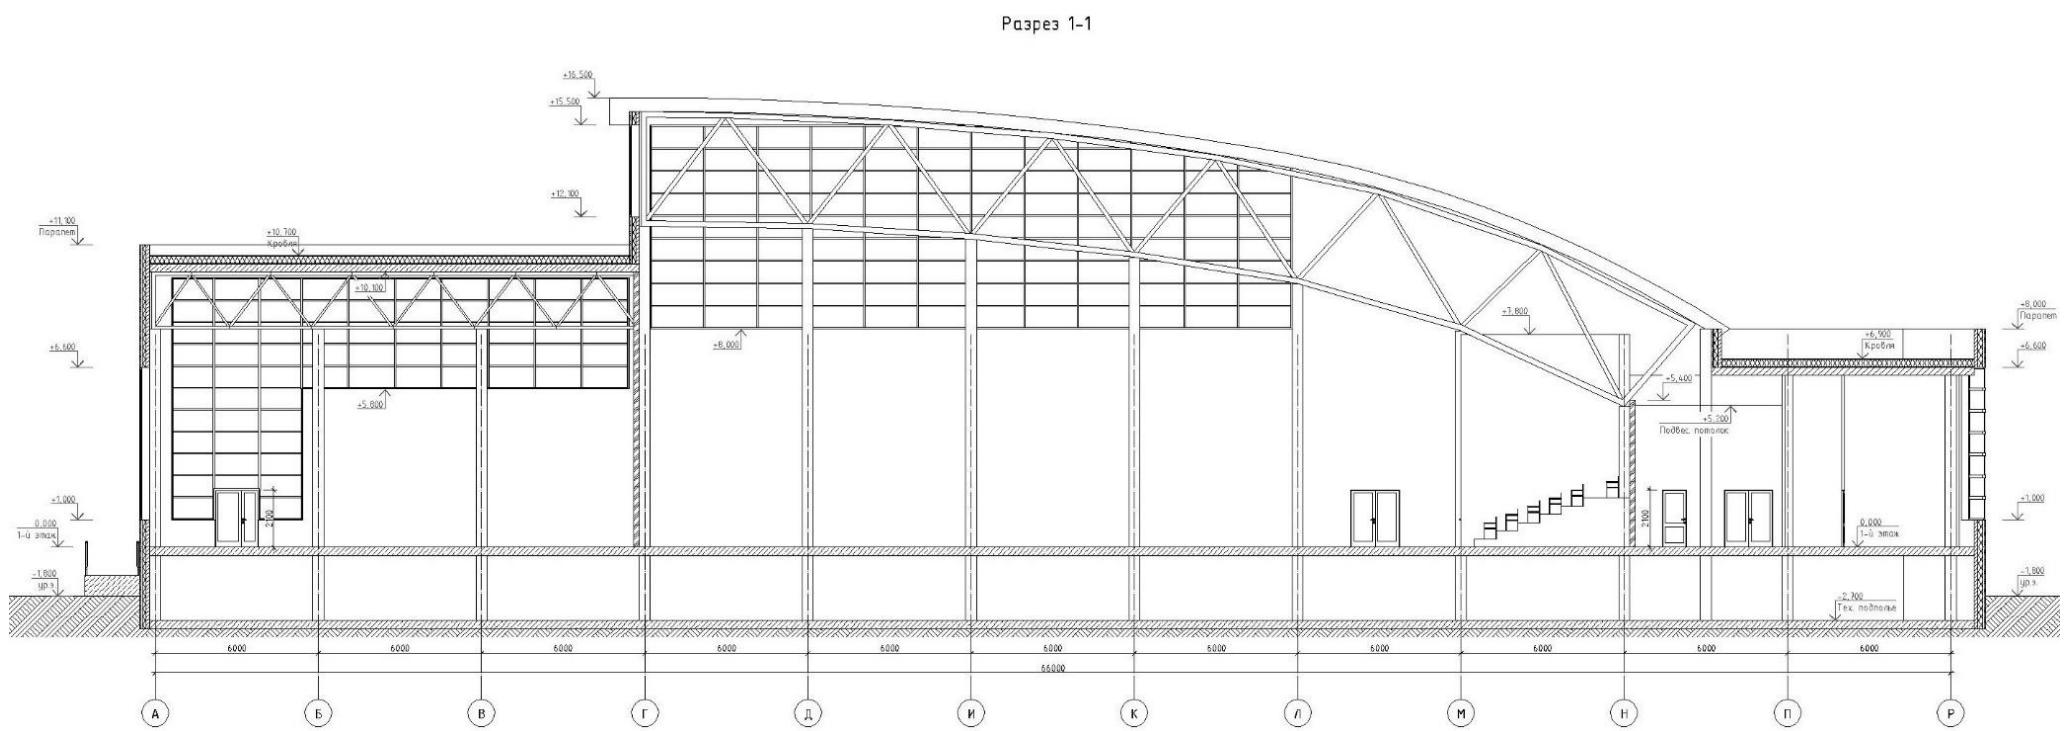 Разрез 1-1
+16,500
+15,500
+12,100
+11,100
Парапет
+10,700
Кровля
+10,100
+8,000
Парапет
+7,800
+8,000
+6,900
Кровля
+6,600
+6,600
+5,800
+5,400
+5,200
Подвес. потолок
+1,000
+1,000
2100
2100
0,000
1-й этаж
0,000
1-й этаж
-1,800
ур.з.
-1,800
ур.з.
-2,700
Тех. подполье
6000 6000 6000 6000 6000 6000 6000 6000 6000 6000 6000
66000
А Б В Г Д И К Л М Н П Р